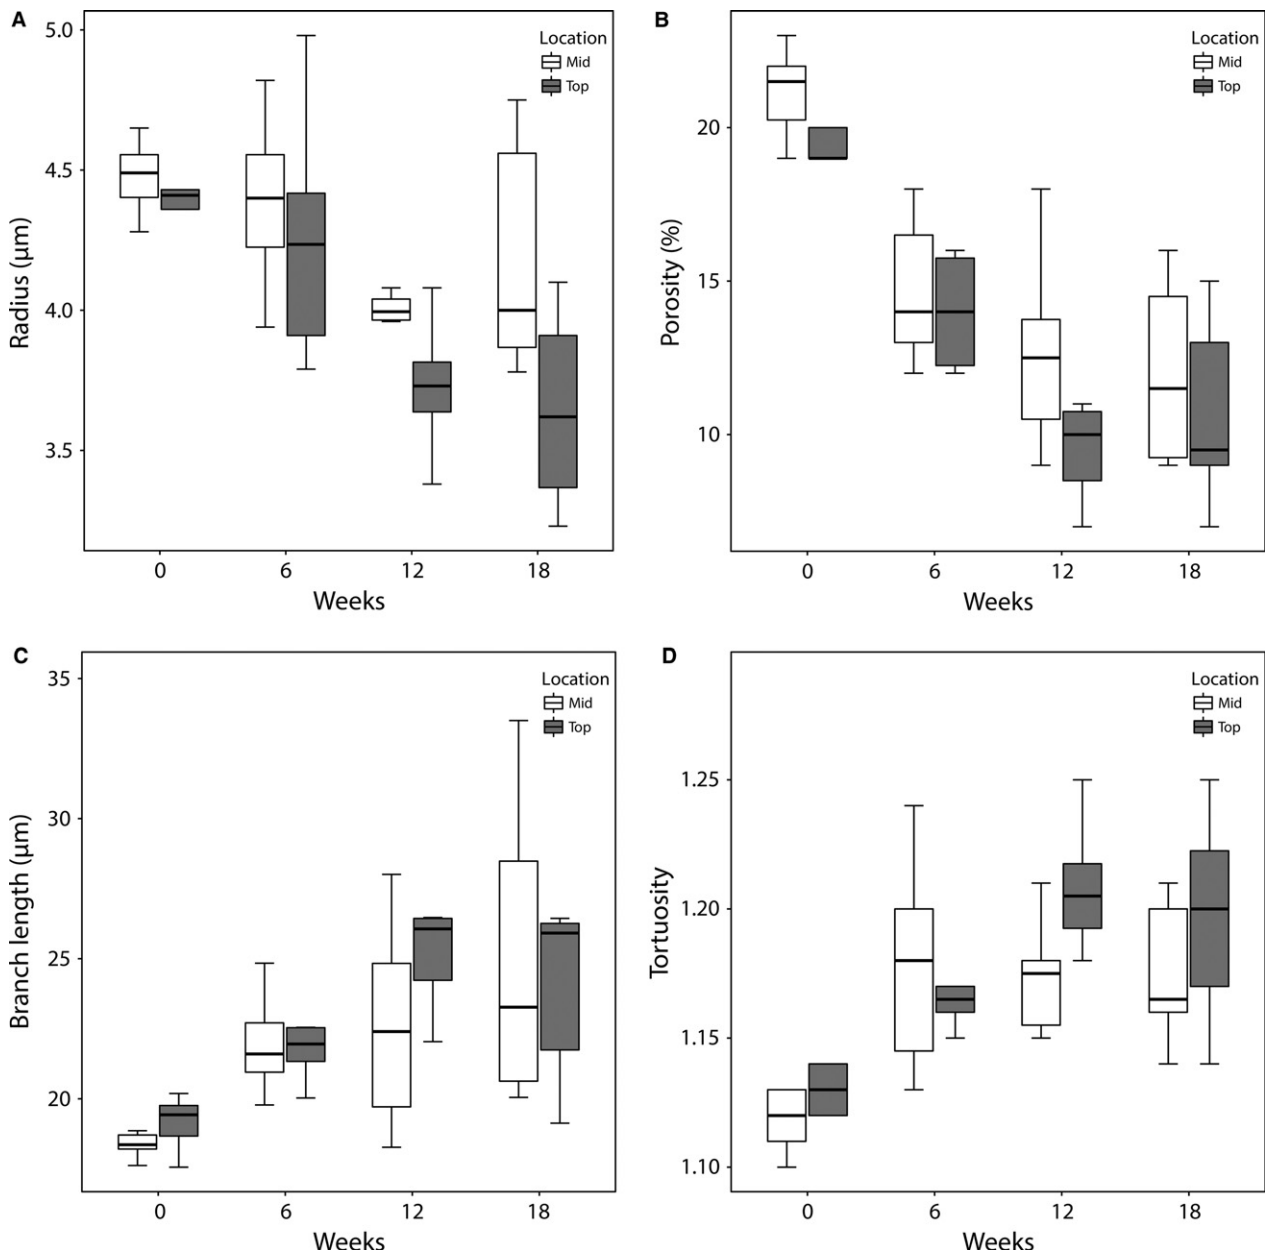 A
5.0
4.5
4.0
3.5
Radius (μm)
Location
Mid
Top
0 6 12 18
Weeks
B
20
15
10
Porosity (%)
Location
Mid
Top
0 6 12 18
Weeks
C
35
30
25
20
Branch length (μm)
Location
Mid
Top
0 6 12 18
Weeks
D
1.25
1.20
1.15
1.10
Tortuosity
Location
Mid
Top
0 6 12 18
Weeks